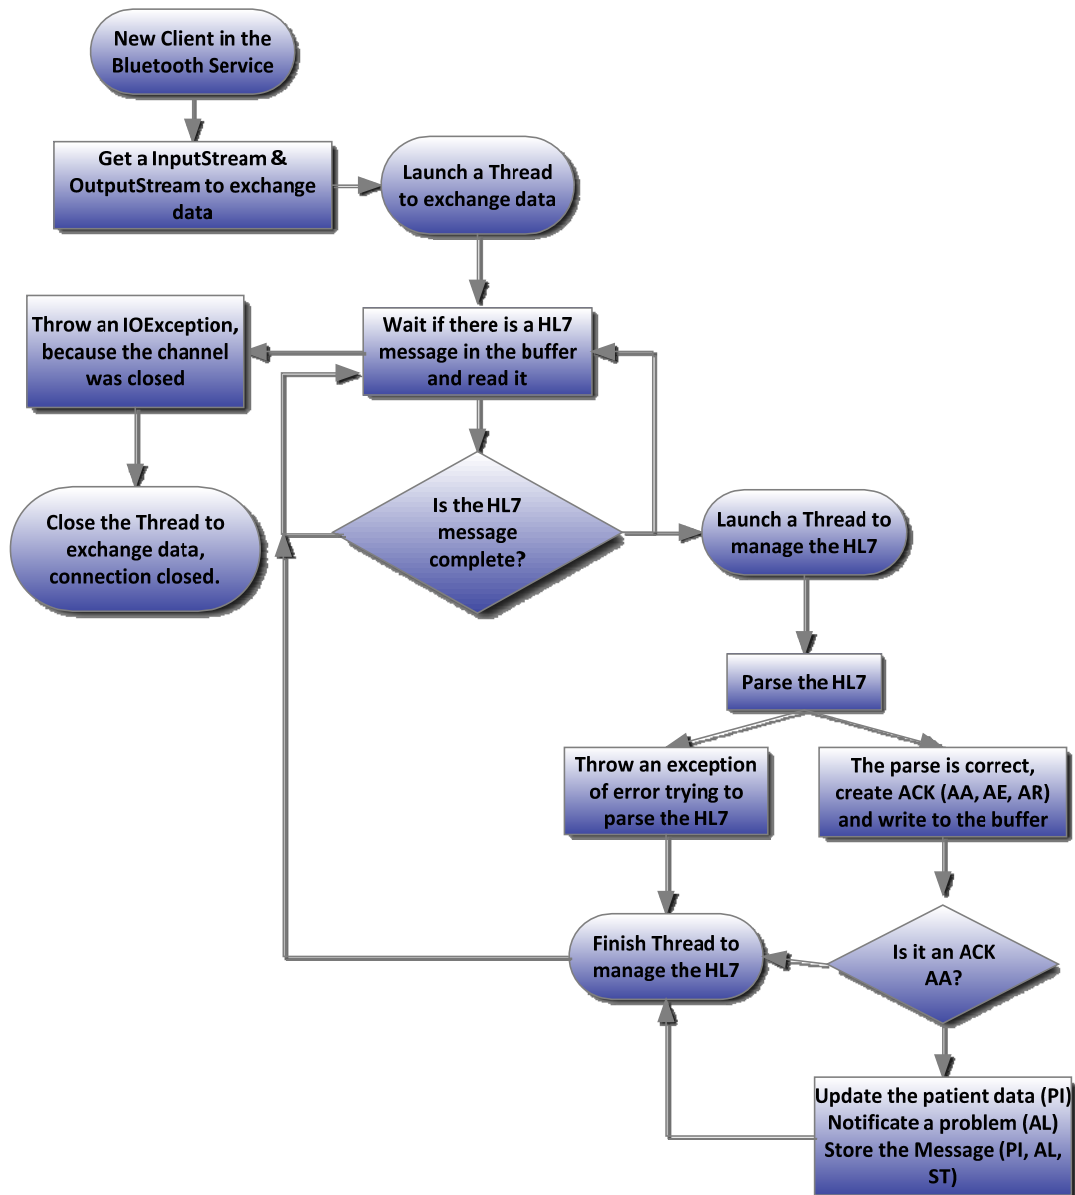 New Client in the
Bluetooth Service
Get a InputStream &
OutputStream to exchange
data
Launch a Thread
to exchange data
Throw an IOException,
because the channel
was closed
Wait if there is a HL7
message in the buffer
and read it
Close the Thread to
exchange data,
connection closed.
Is the HL7
message
complete?
Launch a Thread to
manage the HL7
Parse the HL7
Throw an exception
of error trying to
parse the HL7
The parse is correct,
create ACK (AA, AE, AR)
and write to the buffer
Finish Thread to
manage the HL7
Is it an ACK
AA?
Update the patient data (PI)
Notificate a problem (AL)
Store the Message (PI, AL,
ST)